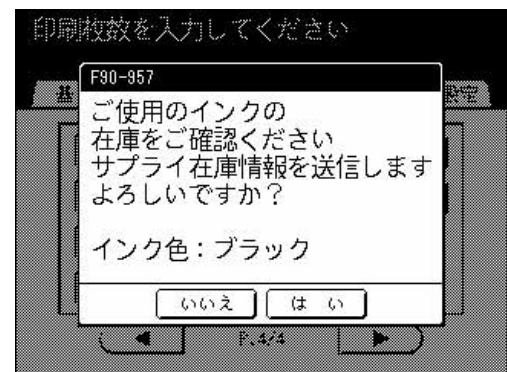 印刷枚数を入力してください
F90-957
基
設定
ご使用のインクの
在庫をご確認ください
サプライ在庫情報を送信します
よろしいですか？
インク色：ブラック
いいえ
は い
P.4/4